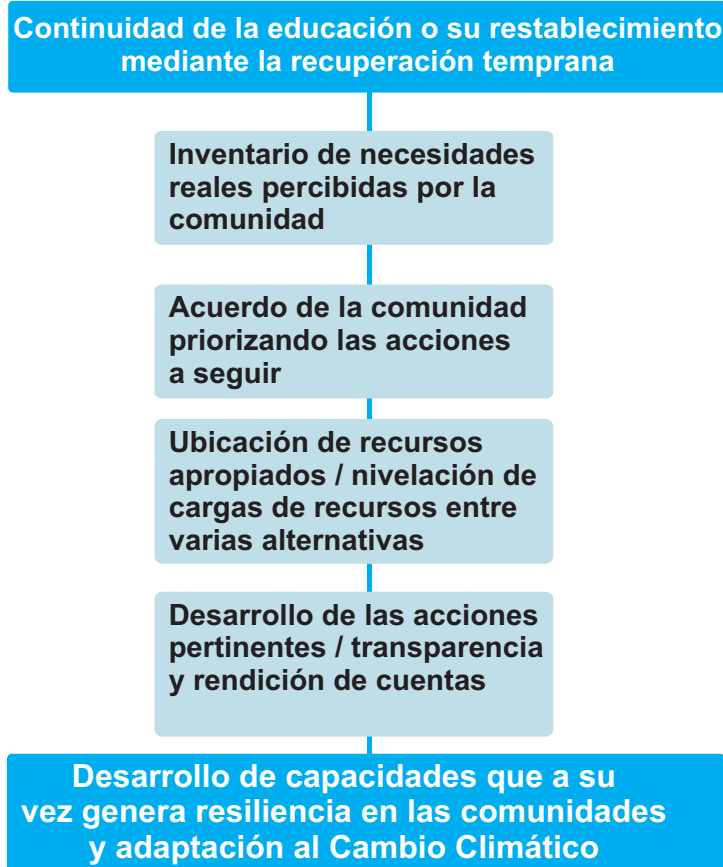 Continuidad de la educación o su restablecimiento
mediante la recuperación temprana
Inventario de necesidades
reales percibidas por la
comunidad
Acuerdo de la comunidad
priorizando las acciones
a seguir
Ubicación de recursos
apropiados / nivelación de
cargas de recursos entre
varias alternativas
Desarrollo de las acciones
pertinentes / transparencia
y rendición de cuentas
Desarrollo de capacidades que a su
vez genera resiliencia en las comunidades
y adaptación al Cambio Climático